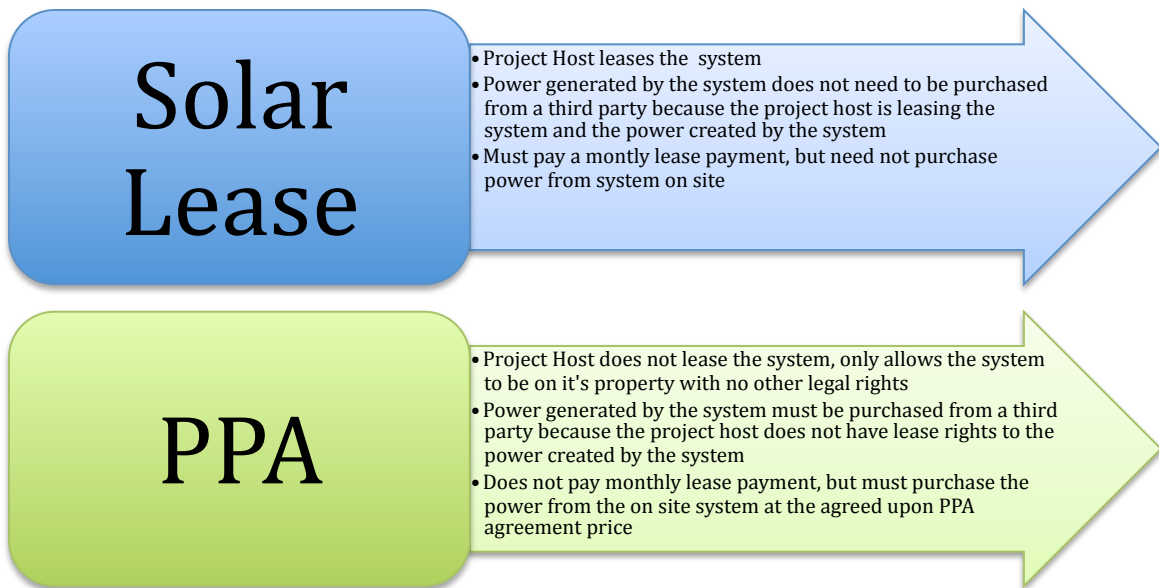 Solar
Lease
• Project Host leases the  system
• Power generated by the system does not need to be purchased
from a third party because the project host is leasing the
system and the power created by the system
• Must pay a montly lease payment, but need not purchase
power from system on site
PPA
• Project Host does not lease the system, only allows the system
to be on it's property with no other legal rights
• Power generated by the system must be purchased from a third
party because the project host does not have lease rights to the
power created by the system
• Does not pay monthly lease payment, but must purchase the
power from the on site system at the agreed upon PPA
agreement price